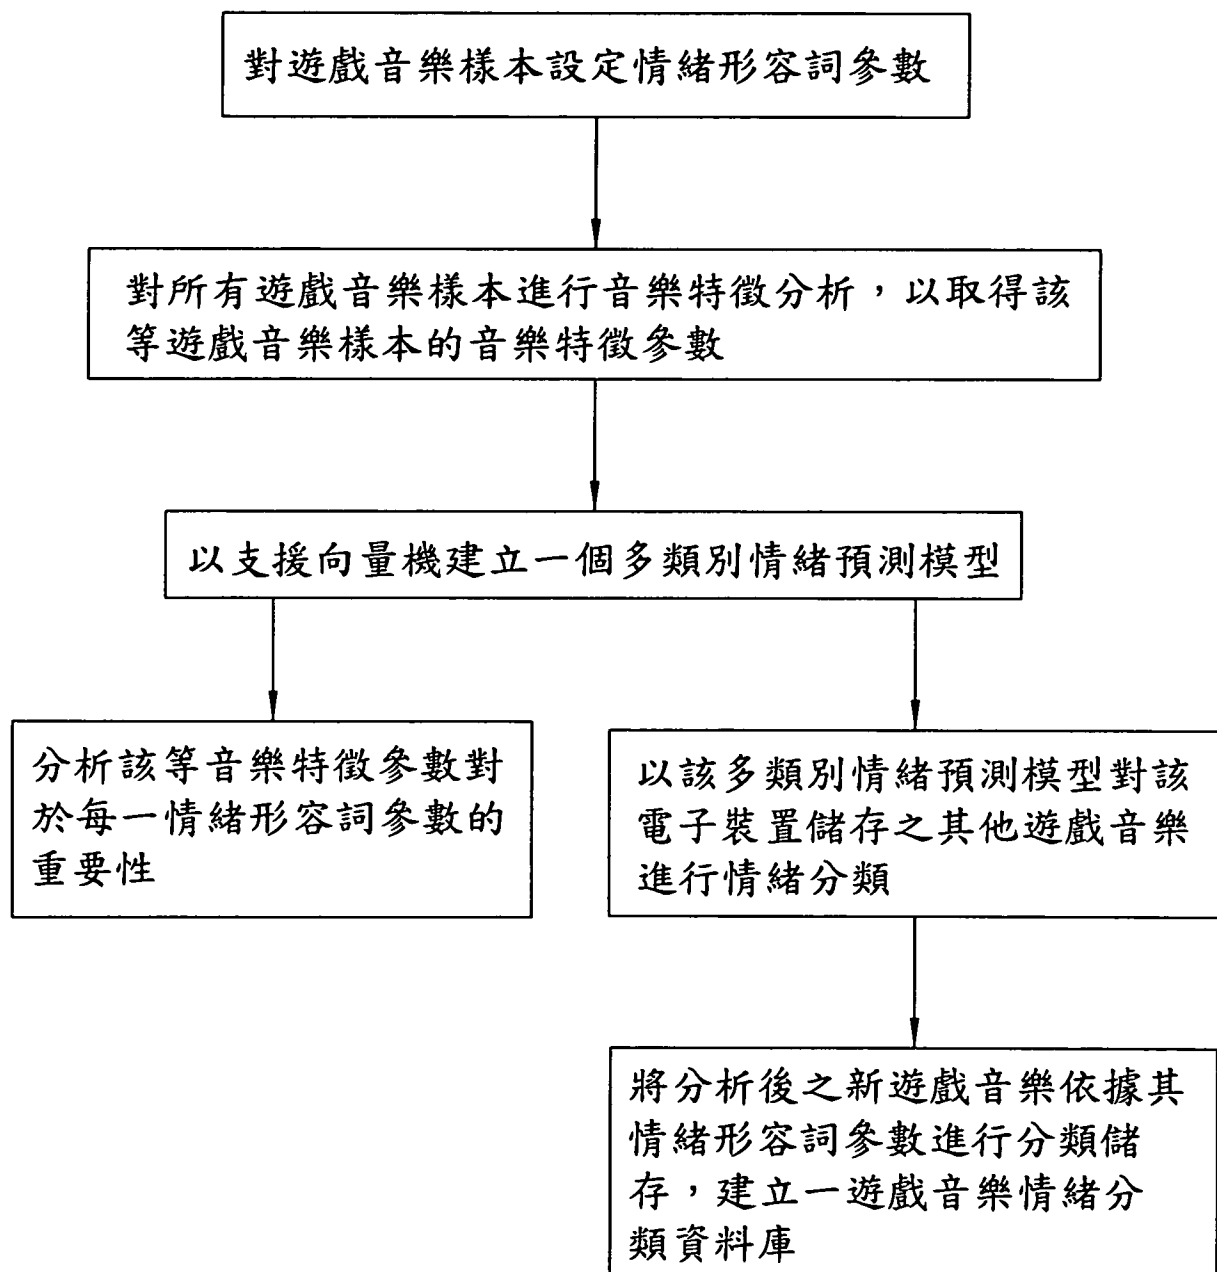 對遊戲音樂樣本設定情緒形容詞參數
對所有遊戲音樂樣本進行音樂特徵分析，以取得該
等遊戲音樂樣本的音樂特徵參數
以支援向量機建立一個多類別情緒預測模型
分析該等音樂特徵參數對
於每一情緒形容詞參數的
重要性
以該多類別情緒預測模型對該
電子裝置儲存之其他遊戲音樂
進行情緒分類
將分析後之新遊戲音樂依據其
情緒形容詞參數進行分類儲
存，建立一遊戲音樂情緒分
類資料庫